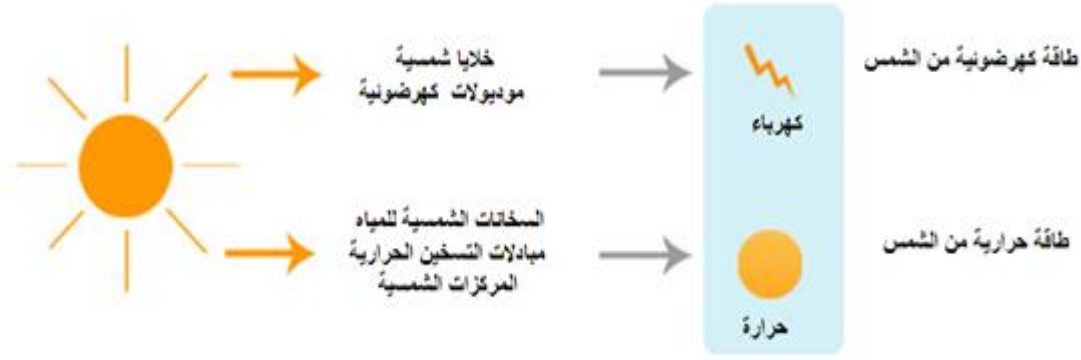 خلايا شمسية
موديولات كهرضونية
كهرباء
طاقة كهرضونية من الشمس
السخانات الشمسية للمياه
مبادلات التسخين الحرارية
المركزات الشمسية
حرارة
طاقة حرارية من الشمس